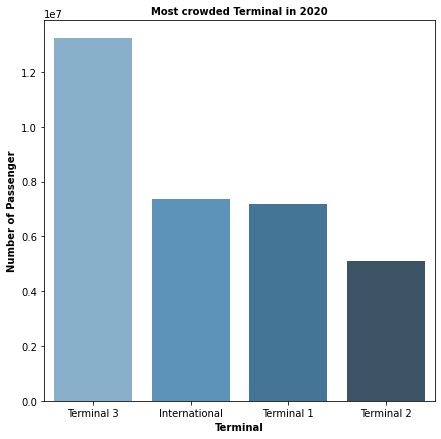 Most crowded Terminal in 2020
1e7
1.2
1.0
0.8
0.6
0.4
0.2
0.0
Number of Passenger
Terminal 3 International Terminal 1 Terminal 2
Terminal